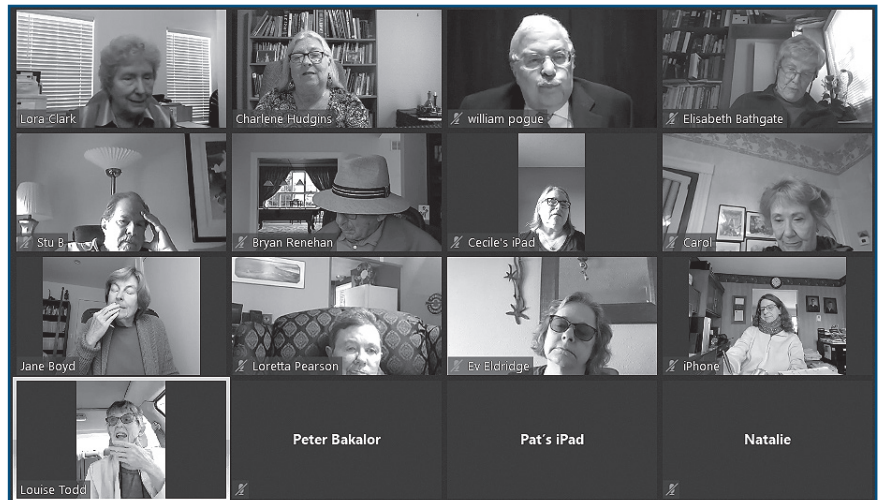 Lora Clark
Charlene Hudgins
william pogue
Elisabeth Bathgate
Stu B
Bryan Renehan
Cecile's iPad
Carol
Jane Boyd
Loretta Pearson
Ev Eldridge
iPhone
Louise Todd
Peter Bakalor
Pat's iPad
Natalie